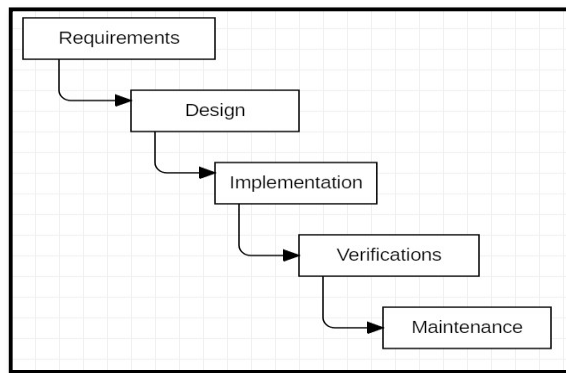 Requirements
Design
Implementation
Verifications
Maintenance